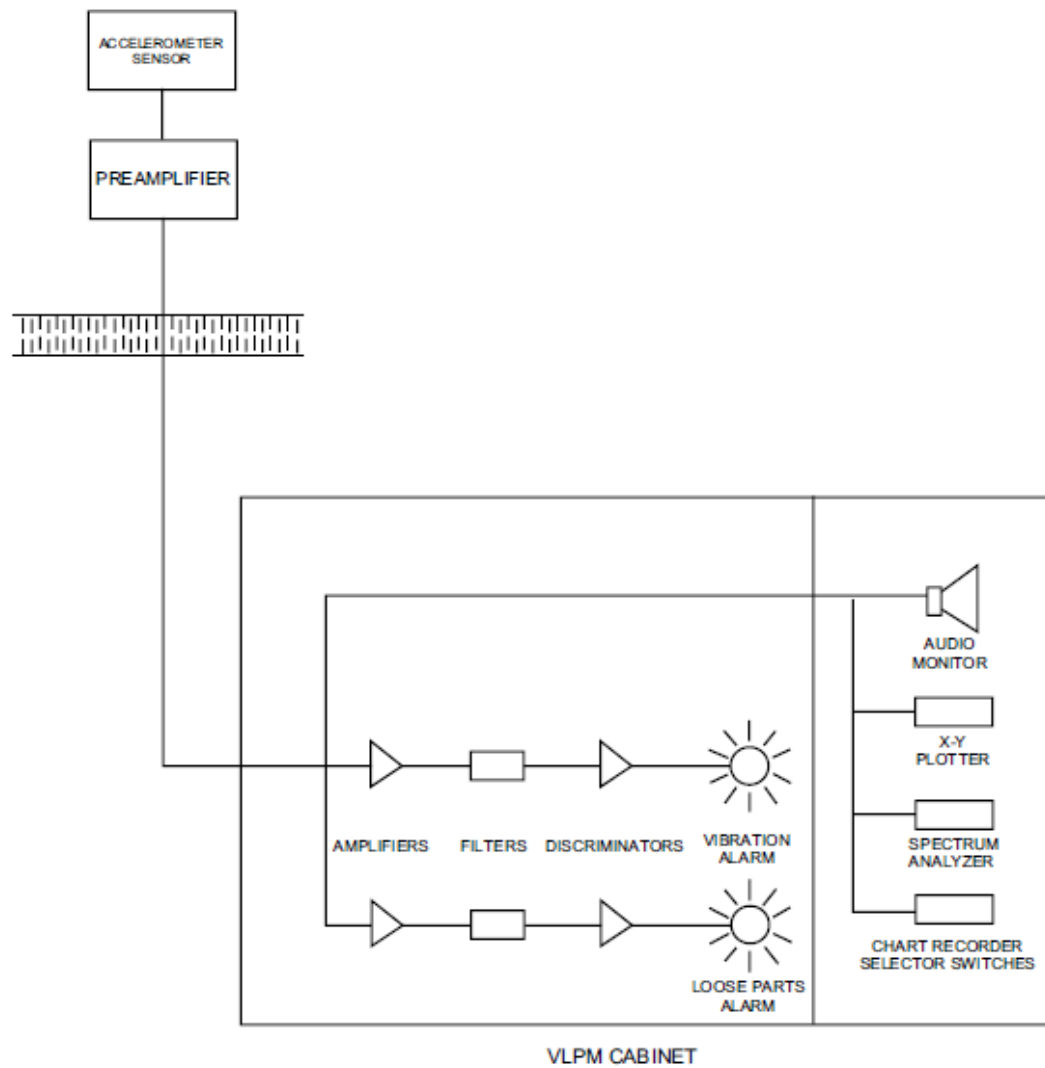 ACCELEROMETER
SENSOR
PREAMPLIFIER
AUDIO
MONITOR
X-Y
PLOTTER
AMPLIFIERS
FILTERS
DISCRIMINATORS
VIBRATION
ALARM
SPECTRUM
ANALYZER
CHART RECORDER
SELECTOR SWITCHES
LOOSE PARTS
ALARM
VLPM CABINET